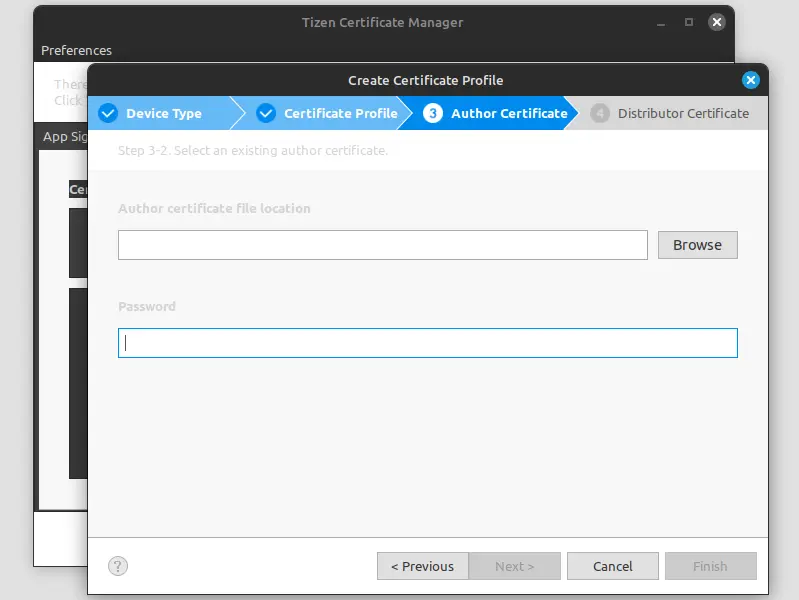 Tizen Certificate Manager
Preferences
There
Click
App Sig
Cer
Create Certificate Profile
Device Type
Certificate Profile
3 Author Certificate
4 Distributor Certificate
Step 3-2. Select an existing author certificate.
Author certificate file location
Browse
Password
?
< Previous
Next >
Cancel
Finish